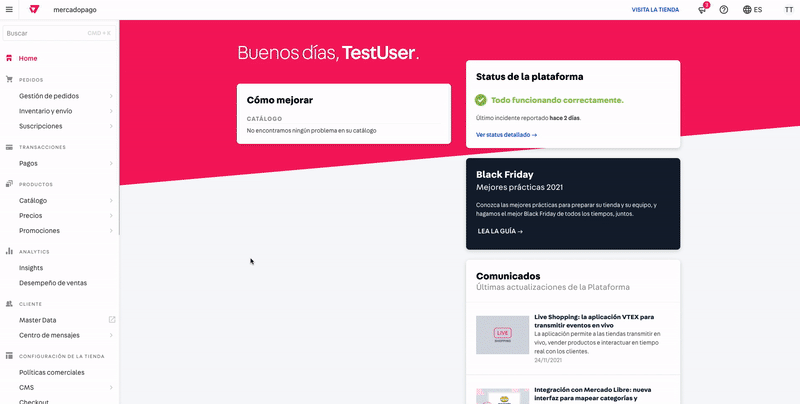 mercadopago
VISITA LA TIENDA
3
ES
TT
Buscar
CMD + K
Home
PEDIDOS
Gestión de pedidos
Inventario y envío
Suscripciones
TRANSACCIONES
Pagos
PRODUCTOS
Catálogo
Precios
Promociones
ANALYTICS
Insights
Desempeño de ventas
CLIENTE
Master Data
Centro de mensajes
CONFIGURACIÓN DE LA TIENDA
Políticas comerciales
CMS
Checkout
Buenos días, TestUser.
Cómo mejorar
CATÁLOGO
No encontramos ningún problema en su catálogo
Status de la plataforma
Todo funcionando correctamente.
Último incidente reportado hace 2 días.
Ver status detallado →
Black Friday
Mejores prácticas 2021
Conozca las mejores prácticas para preparar su tienda y su equipo, y
hagamos el mejor Black Friday de todos los tiempos, juntos.
LEA LA GUÍA →
Comunicados
Últimas actualizaciones de la Plataforma
LIVE
SHOPPING
Live Shopping: la aplicación VTEX para
transmitir eventos en vivo
La aplicación permite a las tiendas transmitir en
vivo, vender productos e interactuar en tiempo
real con los clientes.
24/11/2021
Integración con Mercado Libre: nueva
interfaz para mapear categorías y